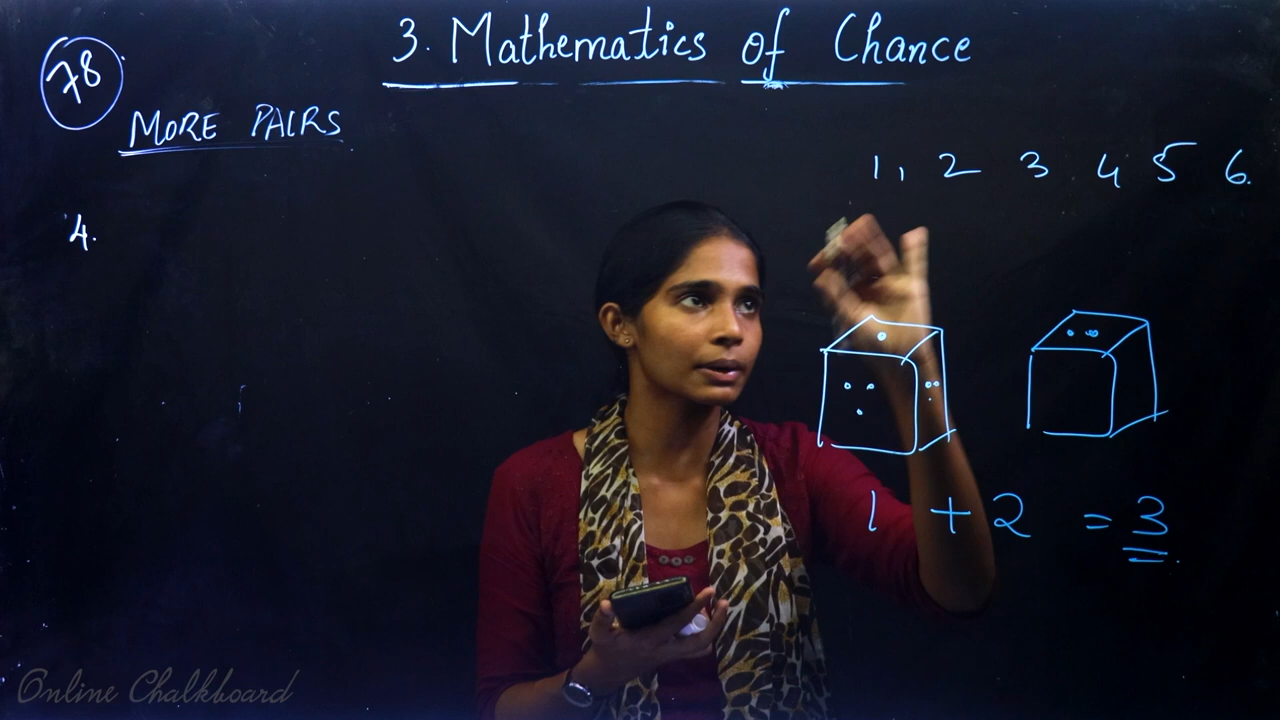 3. Mathematics of Chance
78
MORE PAIRS
1, 2 3 4 5 6.
4.
1 + 2 = 3
Online Chalkboard